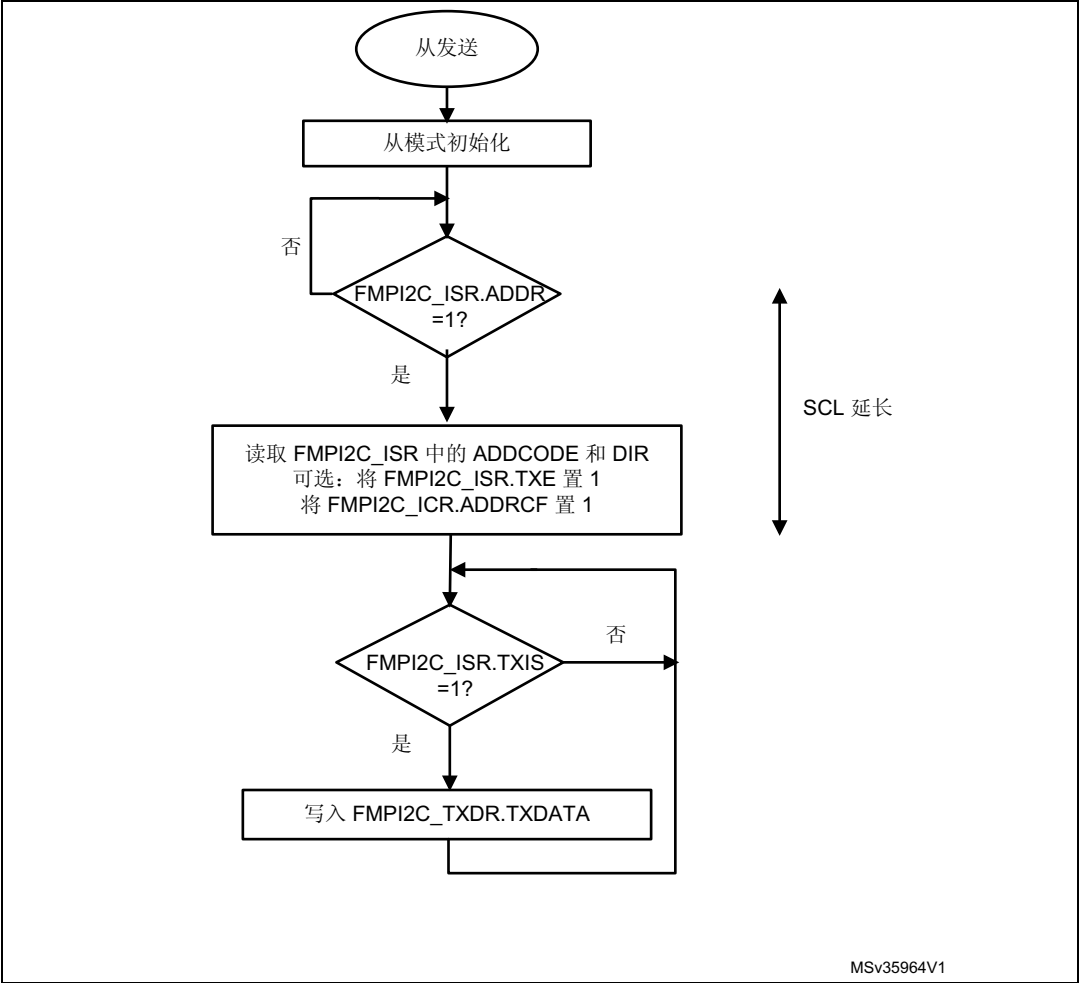 从发送
从模式初始化
否
FMPI2C_ISR.ADDR
=1?
是
SCL 延长
读取 FMPI2C_ISR 中的 ADDCODE 和 DIR
可选：将 FMPI2C_ISR.TXE 置 1
将 FMPI2C_ICR.ADDRCF 置 1
否
FMPI2C_ISR.TXIS
=1?
是
写入 FMPI2C_TXDR.TXDATA
MSv35964V1